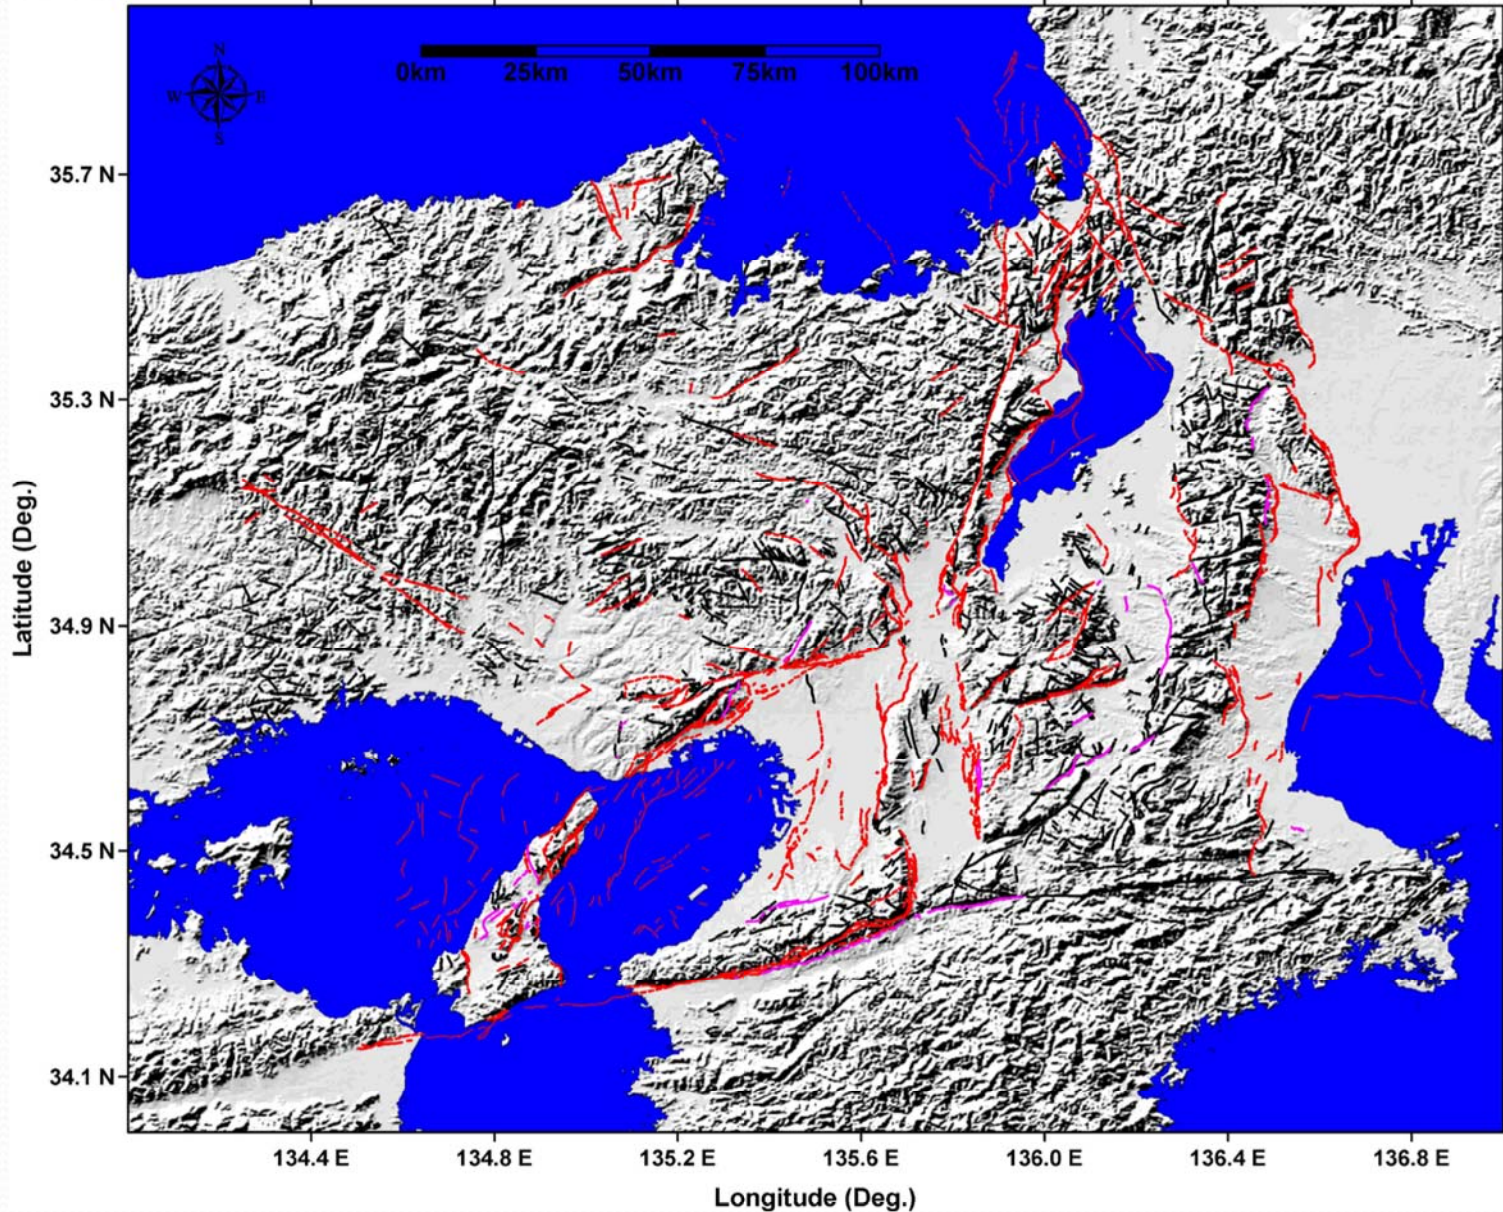 N
W E
S
0km 25km 50km 75km 100km
35.7 N
35.3 N
34.9 N
34.5 N
34.1 N
Latitude (Deg.)
134.4 E 134.8 E 135.2 E 135.6 E 136.0 E 136.4 E 136.8 E
Longitude (Deg.)